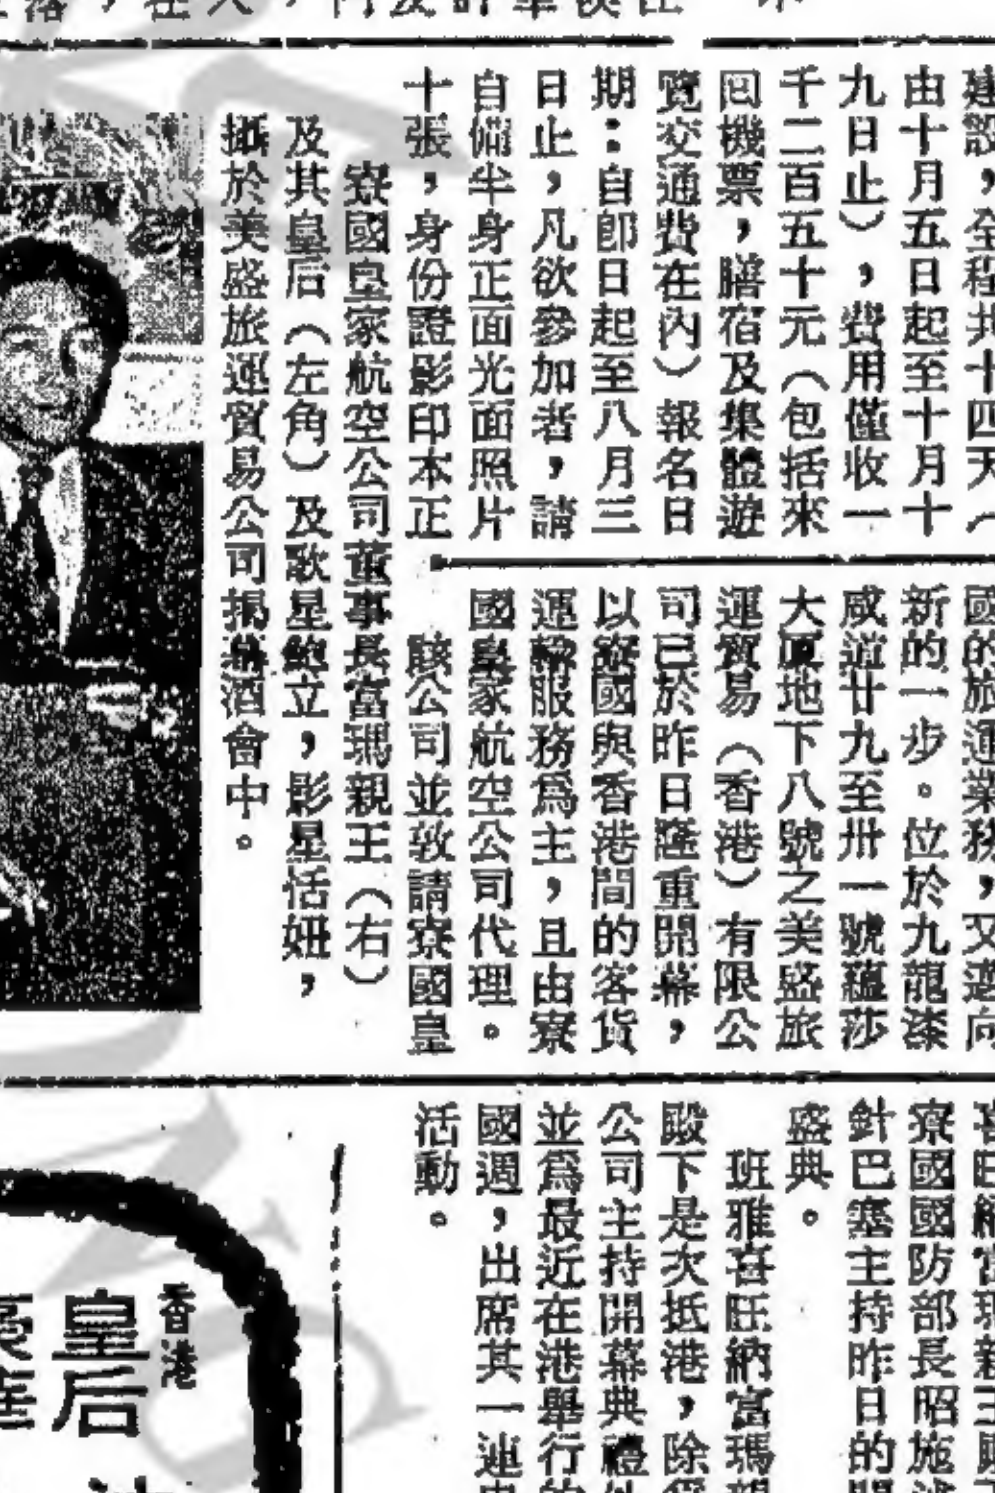 建設，全程共十四天（
由十月五日起至十月十
九日止），費用僅收一
千二百五十元（包括來
回機票，膳宿及集體遊
覽交通費在內）報名日
期：自即日起至八月三
日止，凡欲參加者，請
自備半身正面光面照片
十張，身份證影印本正
國的旅運業務，又邁向
新的一步。位於九龍漆
咸道廿九至卅一號蘊莎
大厦地下八號之美盛旅
運貿易（香港）有限公
司已於昨日隆重開幕，
以寮國與香港間的客貨
運輸服務爲主，且由寮
國皇家航空公司代理。
該公司並敦請寮國皇
寮國皇家航空公司董事長富瑪親王（右）
及其皇后（左角）及歌星鮑立，影星恬妞，
攝於美盛旅運貿易公司揭幕酒會中。
寮國國防部長昭施
針巴塞主持昨日的開
盛典。
班雅喜旺納富瑪親
殿下是次抵港，除
公司主持開幕典禮外
並爲最近在港舉行的
國週，出席其一連串
活動。
香港
皇后
豪華